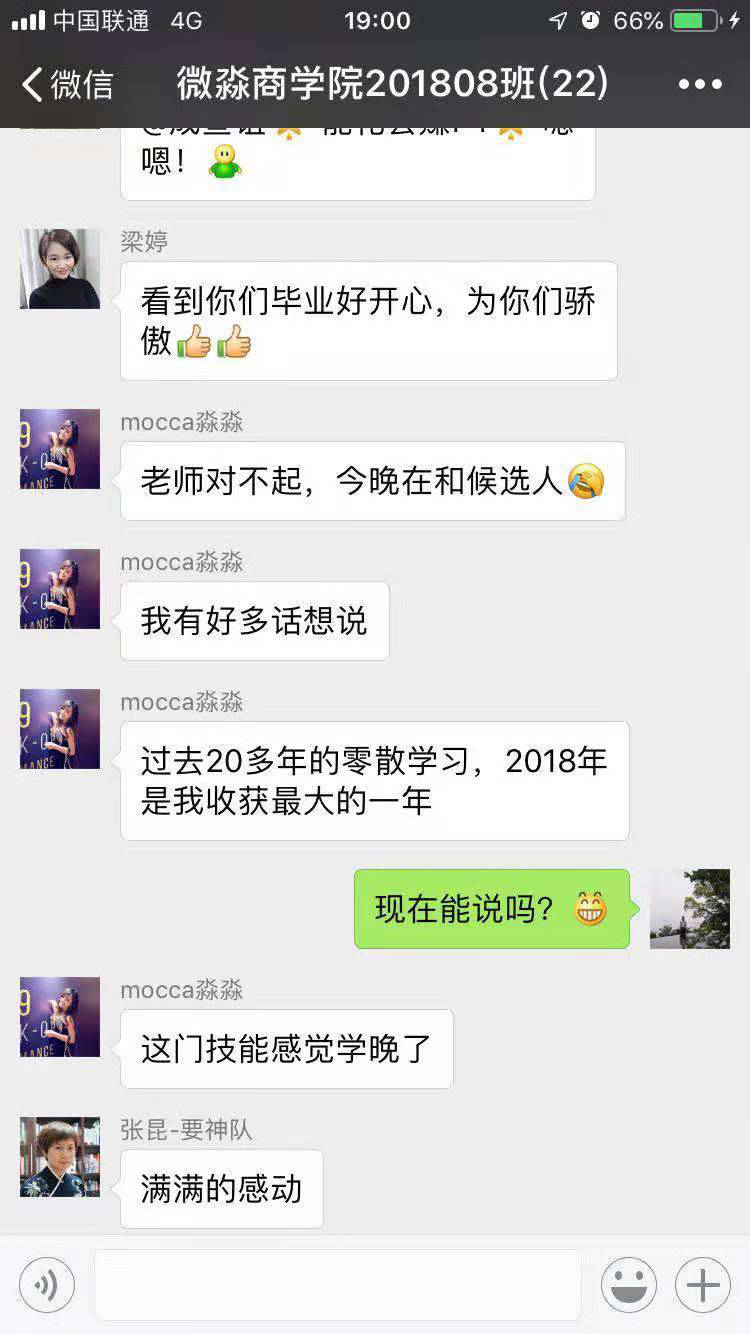 中国联通 4G 19:00 66%
微信 微淼商学院201808班(22)
嗯！
梁婷
看到你们毕业好开心，为你们骄
傲
mocca淼淼
老师对不起，今晚在和候选人
mocca淼淼
我有好多话想说
mocca淼淼
过去20多年的零散学习，2018年
是我收获最大的一年
现在能说吗？
mocca淼淼
这门技能感觉学晚了
张昆-要神队
满满的感动